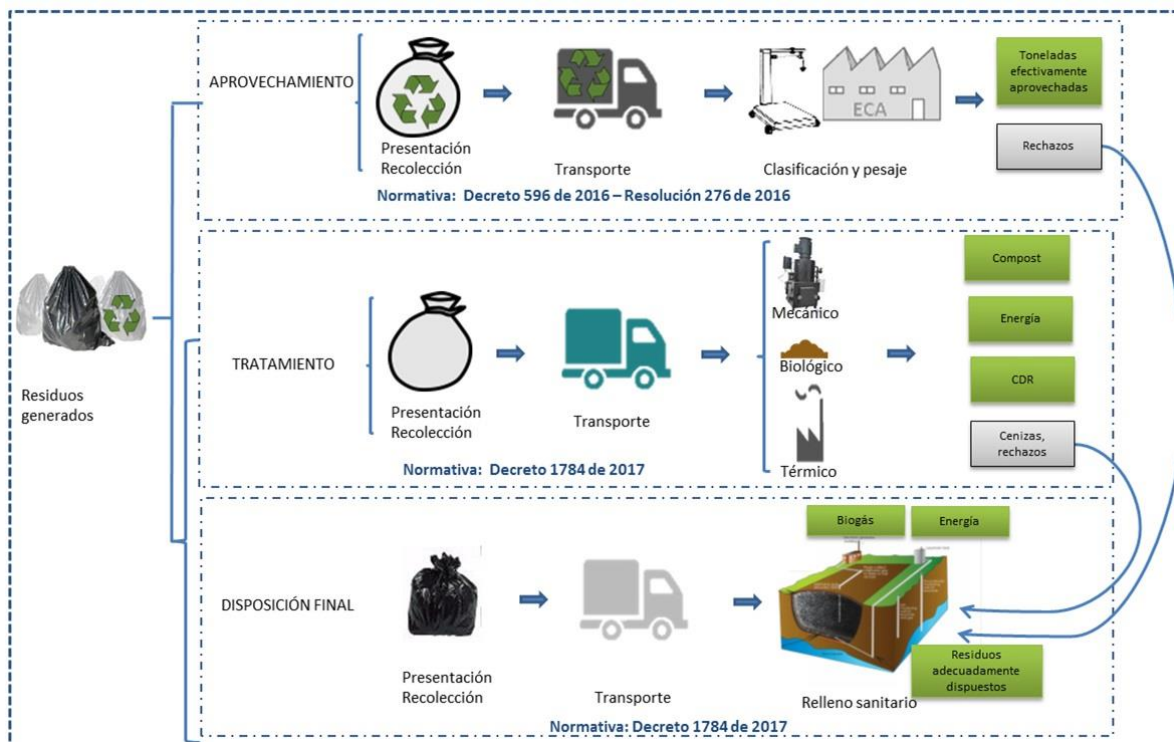 APROVECHAMIENTO
Presentación
Recolección
Transporte
ECA
Clasificación y pesaje
Toneladas
efectivamente
aprovechadas
Rechazos
Normativa: Decreto 596 de 2016 – Resolución 276 de 2016
Residuos
generados
TRATAMIENTO
Presentación
Recolección
Transporte
Mecánico
Biológico
Térmico
Compost
Energía
CDR
Cenizas,
rechazos
Normativa: Decreto 1784 de 2017
DISPOSICIÓN FINAL
Presentación
Recolección
Transporte
Biogás
Energía
Relleno sanitario
Residuos
adecuadamente
dispuestos
Normativa: Decreto 1784 de 2017